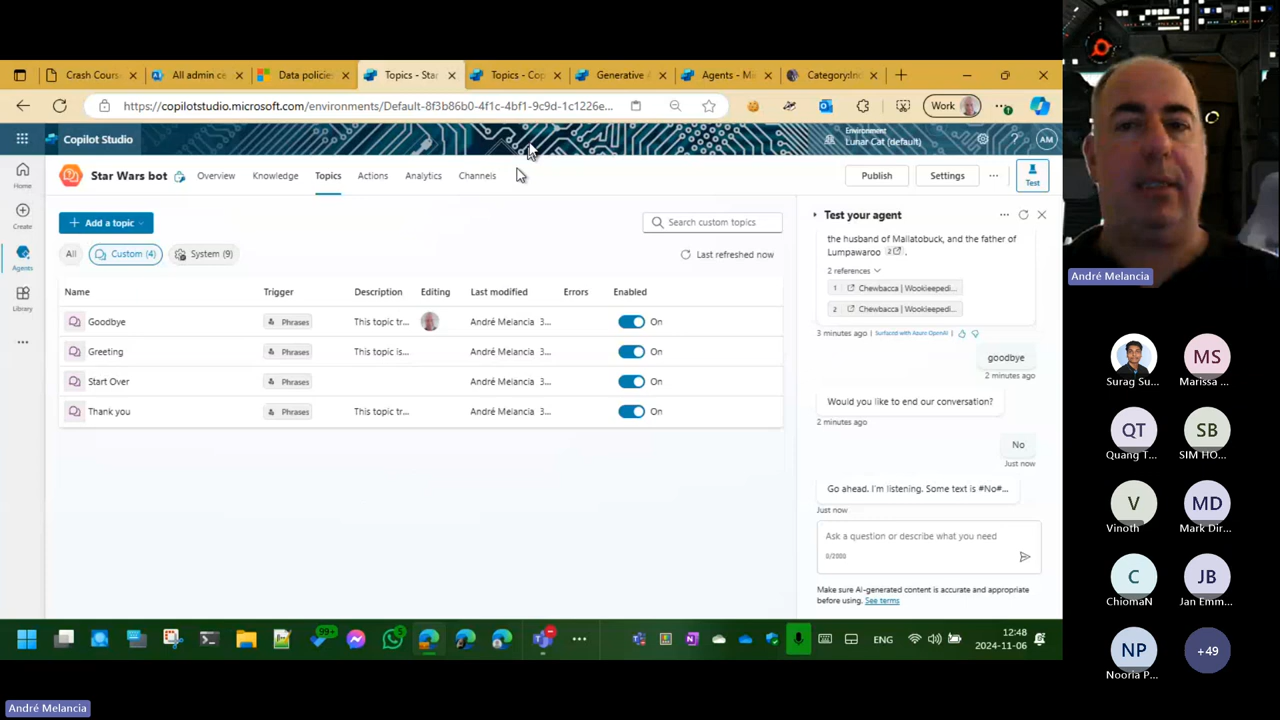 Crash Cours
All admin ce
Data policies
Topics - Star
Topics - Cop
Generative A
Agents - Mi
Category:Inc
https://copilotstudio.microsoft.com/environments/Default-8f3b86b0-4f1c-4bf1-9c9d-1c1226e...
Work
Copilot Studio
Environment
Lunar Cat (default)
AM
Star Wars bot
Overview
Knowledge
Topics
Actions
Analytics
Channels
Publish
Settings
Test
Home
Create
Agents
Library
+ Add a topic
Search custom topics
All
Custom (4)
System (9)
Last refreshed now
Name Trigger Description Editing Last modified Errors Enabled
Goodbye Phrases This topic tr... André Melancia 3... On
Greeting Phrases This topic is... André Melancia 3... On
Start Over Phrases André Melancia 3... On
Thank you Phrases This topic tr... André Melancia 3... On
Test your agent
the husband of Mallatobuck, and the father of
Lumpawaroo 2.
2 references
1 Chewbacca | Wookieepedi...
2 Chewbacca | Wookieepedi...
3 minutes ago Surfaced with Azure OpenAI
goodbye
2 minutes ago
Would you like to end our conversation?
2 minutes ago
No
Just now
Go ahead. I'm listening. Some text is #No#...
Just now
Ask a question or describe what you need
0/2000
Make sure AI-generated content is accurate and appropriate
before using. See terms
99+
ENG
12:48
2024-11-06
André Melancia
Surag Su...
MS
Marissa ...
QT
Quang T...
SB
SIM HO...
V
Vinoth
MD
Mark Dir...
C
ChiomaN
JB
Jan Emm...
NP
Nooria P...
+49
André Melancia